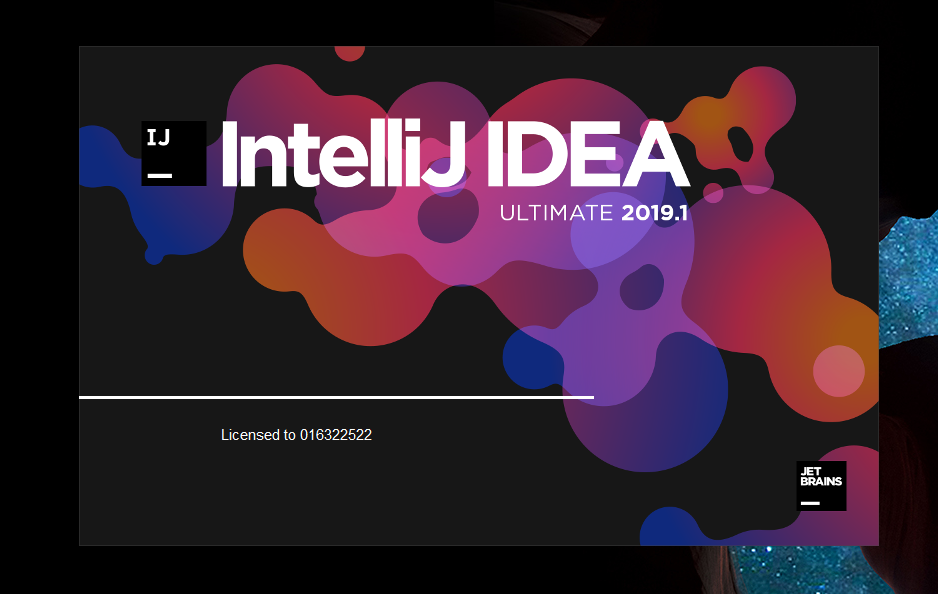 IJ
IntelliJ IDEA
ULTIMATE 2019.1
Licensed to 016322522
JET
BRAINS